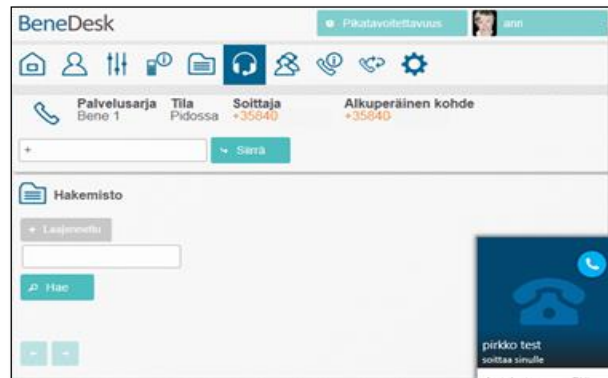 BeneDesk
Pikatavoitettavuus
ann
Palvelusarja Tila Soittaja Alkuperäinen kohde
Bene 1 Pidossa +35840 +35840
+
Siirrä
Hakemisto
+ Laajennettu
Hae
pirkko test
soittaa sinulle